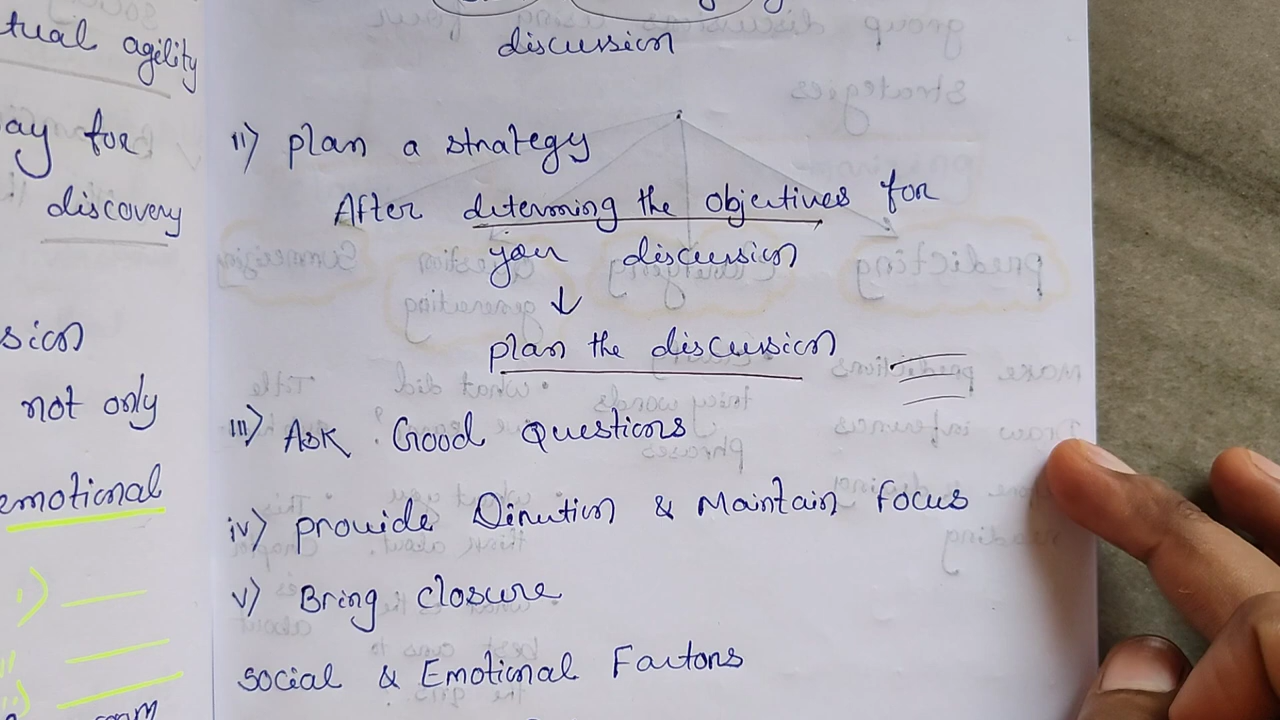 tual agility
ay for
discovery
sion
not only
emotional
i)
discussion
ii) plan a strategy
After determing the objectives for
your discussion
↓
plan the discussion
iii) Ask Good Questions
iv) provide Direction & Maintain Focus
v) Bring closure
social & Emotional Factors